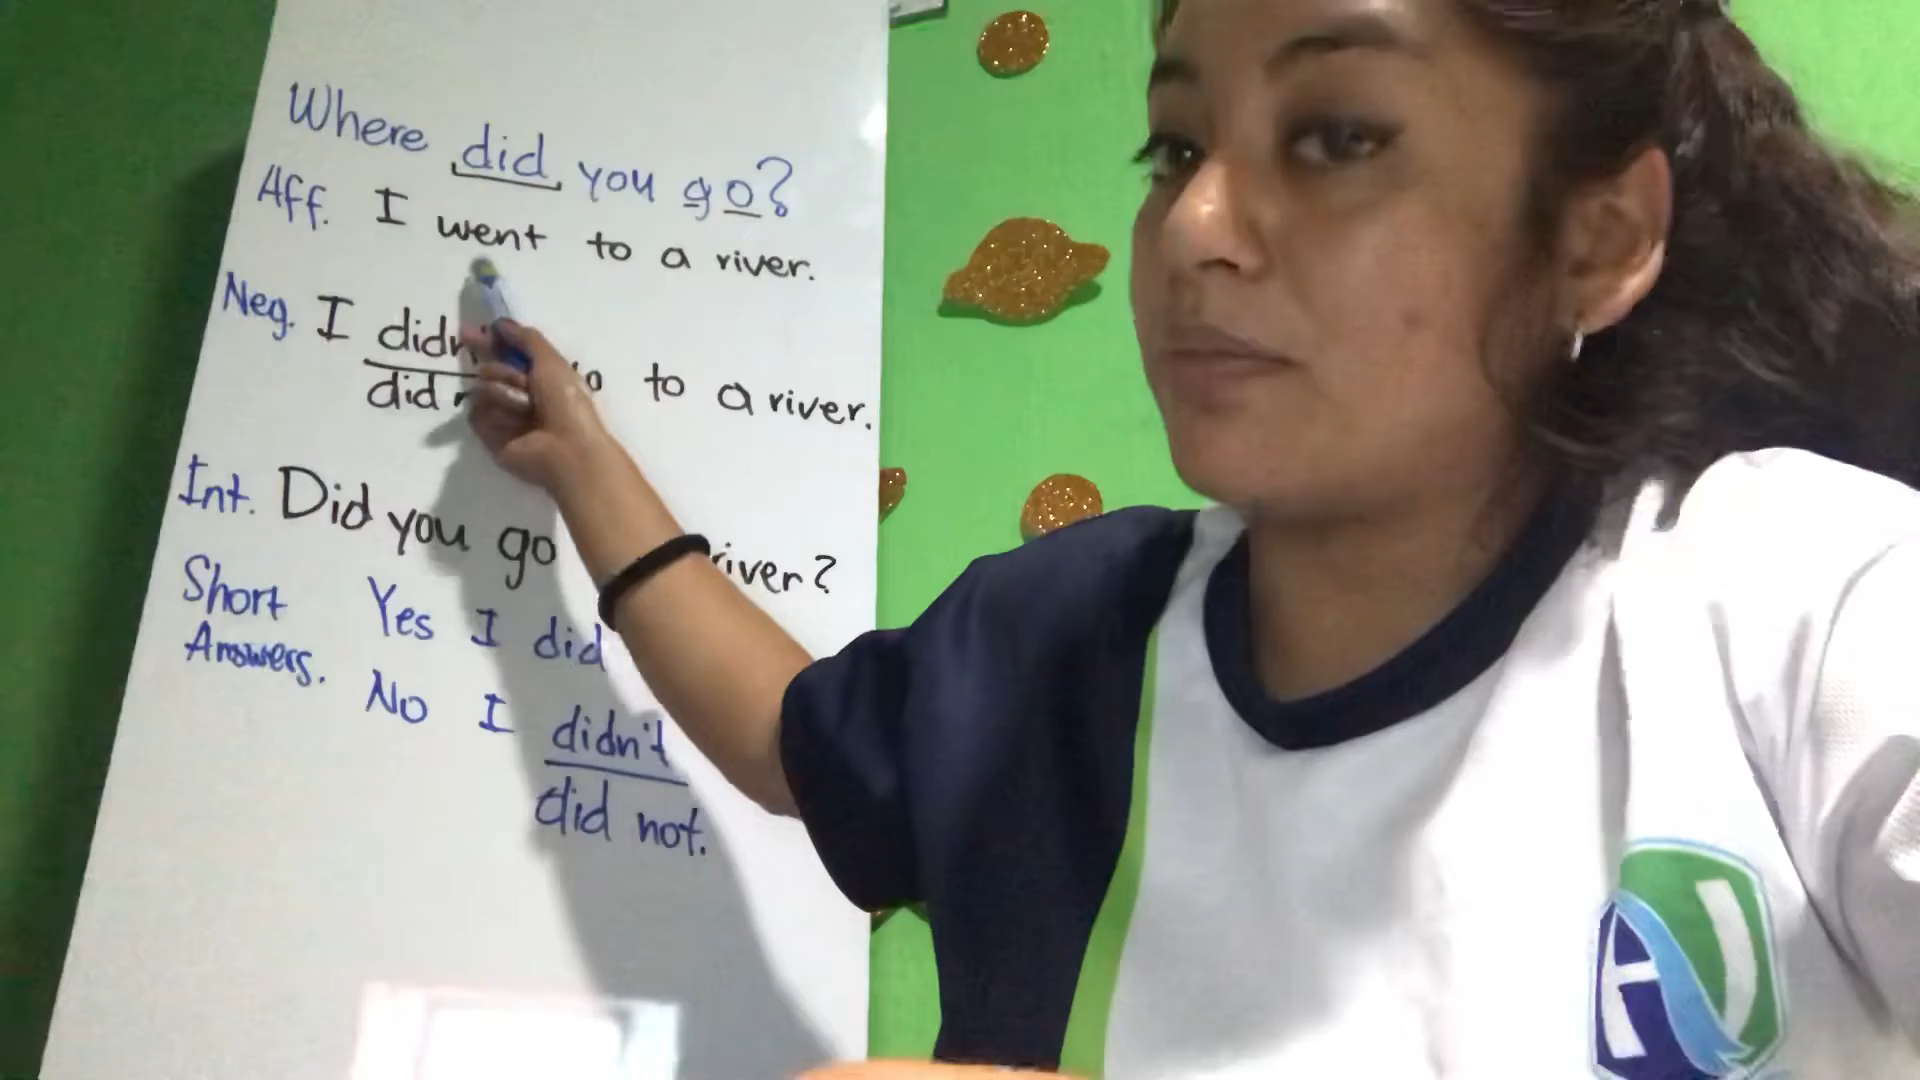 Where did you go?
Aff. I went to a river.
Neg. I to a river.
did
Int. Did you go river?
Short Yes I did
Answers.
No I didn't
did not.